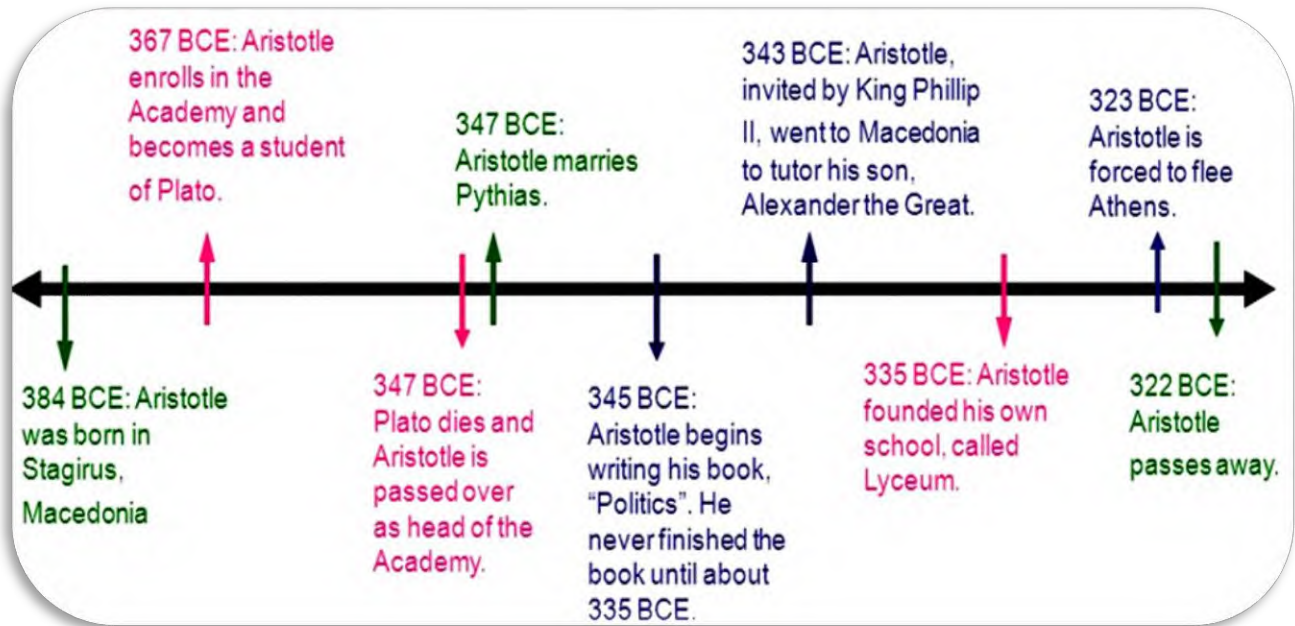 367 BCE: Aristotle
enrolls in the
Academy and
becomes a student
of Plato.
347 BCE:
Aristotle marries
Pythias.
343 BCE: Aristotle,
invited by King Phillip
II, went to Macedonia
to tutor his son,
Alexander the Great.
323 BCE:
Aristotle is
forced to flee
Athens.
384 BCE: Aristotle
was born in
Stagirus,
Macedonia
347 BCE:
Plato dies and
Aristotle is
passed over
as head of the
Academy.
345 BCE:
Aristotle begins
writing his book,
“Politics”. He
never finished the
book until about
335 BCE.
335 BCE: Aristotle
founded his own
school, called
Lyceum.
322 BCE:
Aristotle
passes away.